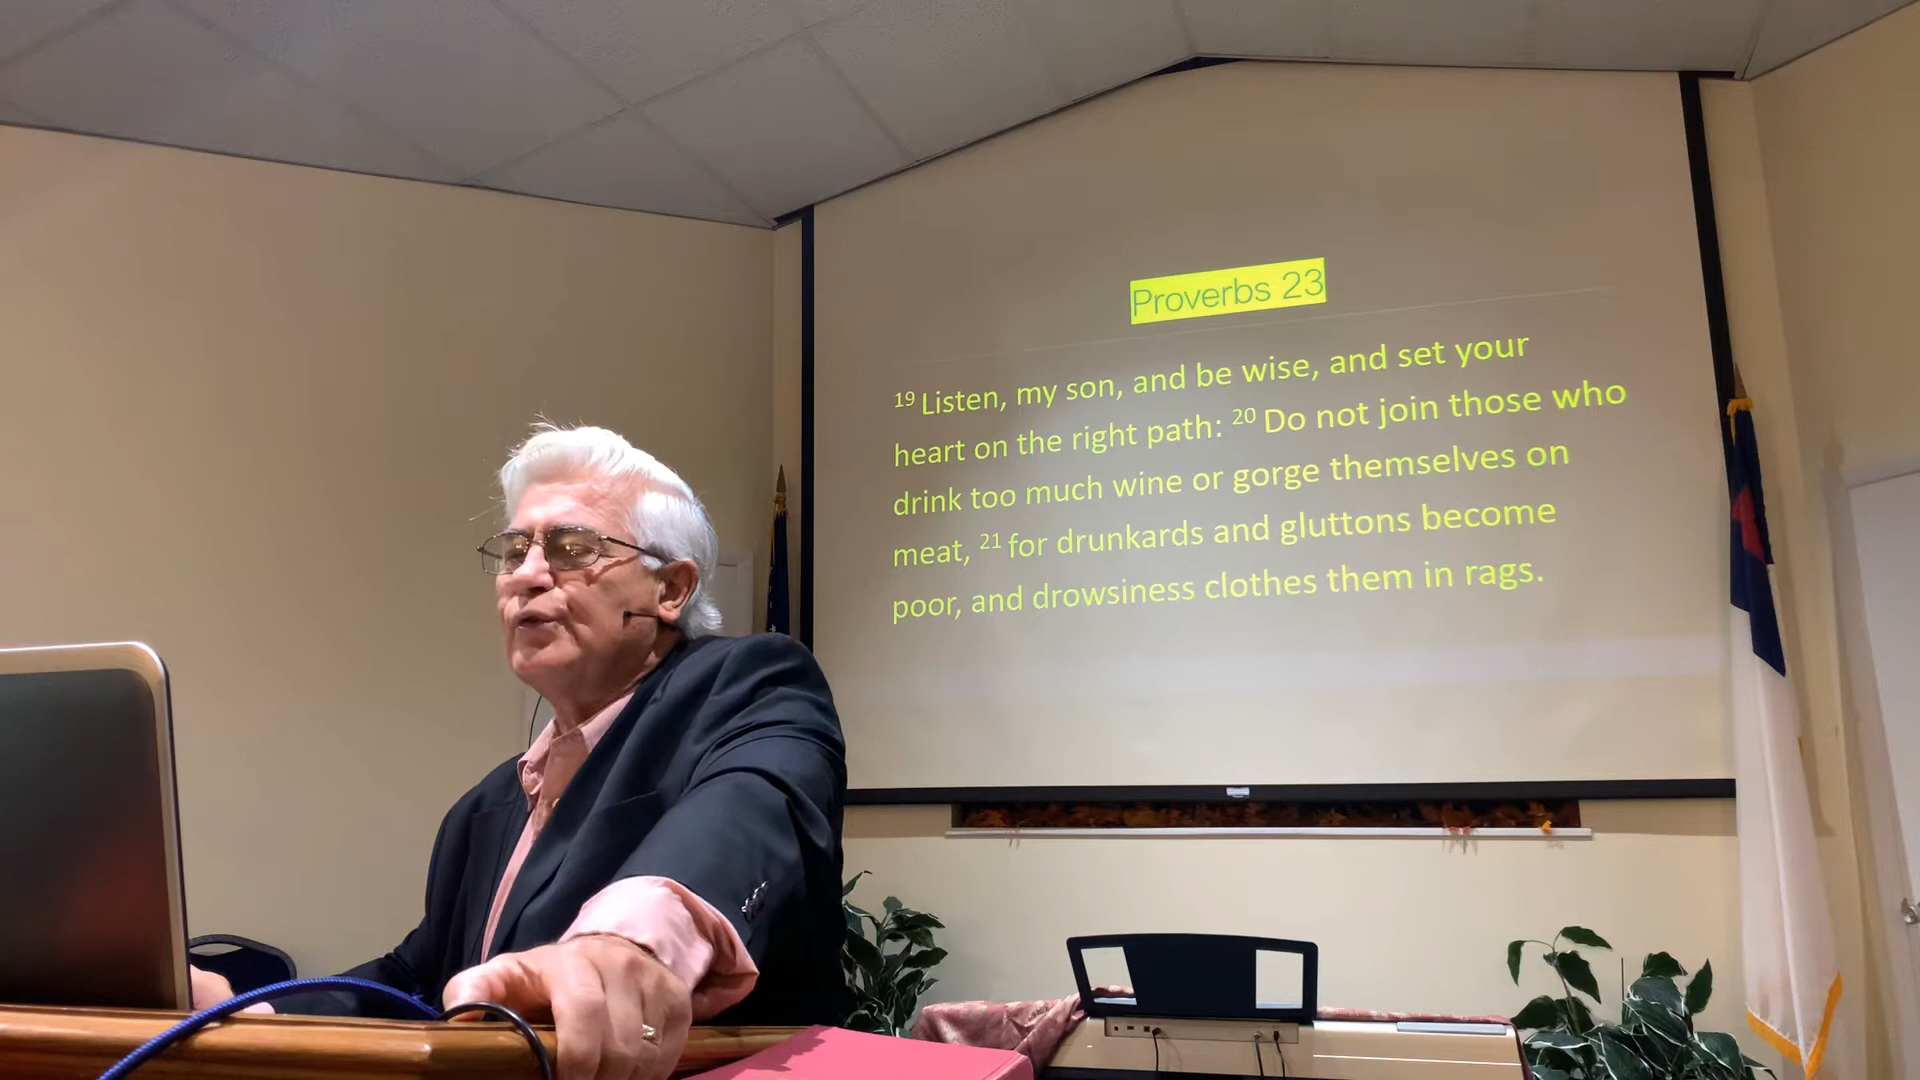 Proverbs 23
19 Listen, my son, and be wise, and set your
heart on the right path: 20 Do not join those who
drink too much wine or gorge themselves on
meat, 21 for drunkards and gluttons become
poor, and drowsiness clothes them in rags.